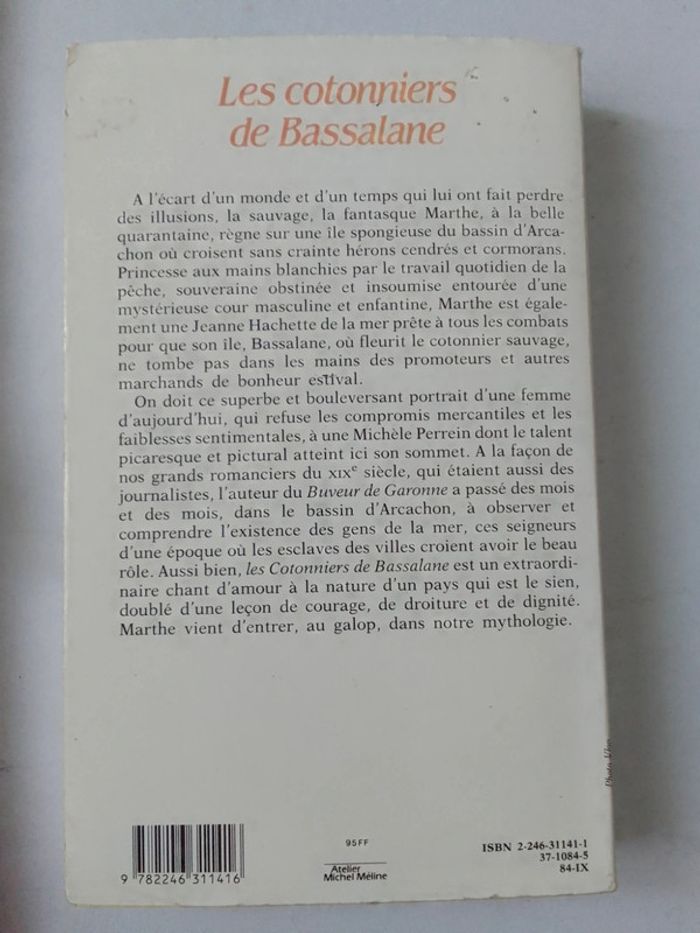 Les cotonniers
de Bassalane
A l'écart d'un monde et d'un temps qui lui ont fait perdre
des illusions, la sauvage, la fantasque Marthe, à la belle
quarantaine, règne sur une île spongieuse du bassin d'Arca-
chon où croisent sans crainte hérons cendrés et cormorans.
Princesse aux mains blanchies par le travail quotidien de la
pêche, souveraine obstinée et insoumise entourée d'une
mystérieuse cour masculine et enfantine, Marthe est égale-
ment une Jeanne Hachette de la mer prête à tous les combats
pour que son île, Bassalane, où fleurit le cotonnier sauvage,
ne tombe pas dans les mains des promoteurs et autres
marchands de bonheur estival.
On doit ce superbe et bouleversant portrait d'une femme
d'aujourd'hui, qui refuse les compromis mercantiles et les
faiblesses sentimentales, à une Michèle Perrein dont le talent
picaresque et pictural atteint ici son sommet. A la façon de
nos grands romanciers du XIXe siècle, qui étaient aussi des
journalistes, l'auteur du Buveur de Garonne a passé des mois
et des mois, dans le bassin d'Arcachon, à observer et
comprendre l'existence des gens de la mer, ces seigneurs
d'une époque où les esclaves des villes croient avoir le beau
rôle. Aussi bien, les Cotonniers de Bassalane est un extraordi-
naire chant d'amour à la nature d'un pays qui est le sien,
doublé d'une leçon de courage, de droiture et de dignité.
Marthe vient d'entrer, au galop, dans notre mythologie.
Photo
9 782246 311416
95FF
Atelier
Michel Méline
ISBN 2-246-31141-1
37-1084-5
84-IX